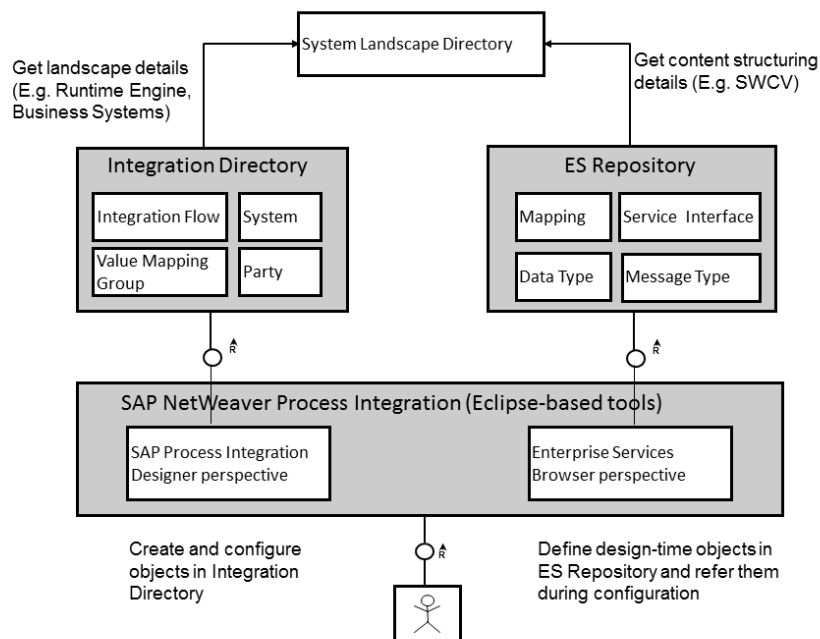 System Landscape Directory
Get landscape details
(E.g. Runtime Engine,
Business Systems)
Get content structuring
details (E.g. SWCV)
Integration Directory
Integration Flow
System
Value Mapping
Group
Party
ES Repository
Mapping
Service Interface
Data Type
Message Type
R
R
SAP NetWeaver Process Integration (Eclipse-based tools)
SAP Process Integration
Designer perspective
Enterprise Services
Browser perspective
Create and configure
objects in Integration
Directory
R
Define design-time objects in
ES Repository and refer them
during configuration